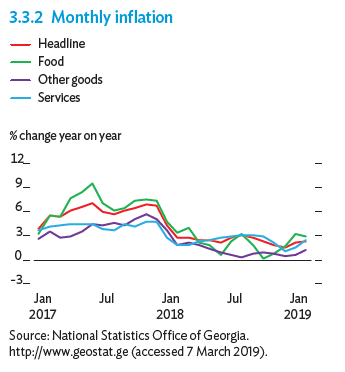 3.3.2 Monthly inflation
Headline
Food
Other goods
Services
% change year on year
12
9
6
3
0
-3
Jan Jul Jan Jul Jan
2017 2018 2019
Source: National Statistics Office of Georgia.
http://www.geostat.ge (accessed 7 March 2019).